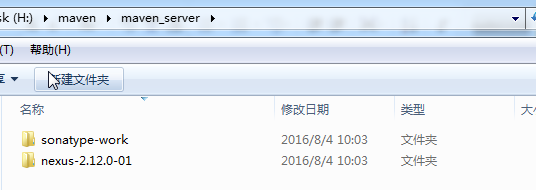 sk (H:) ▸ maven ▸ maven_server ▸
(T) 帮助(H)
新建文件夹
名称 修改日期 类型
sonatype-work 2016/8/4 10:03 文件夹
nexus-2.12.0-01 2016/8/4 10:03 文件夹